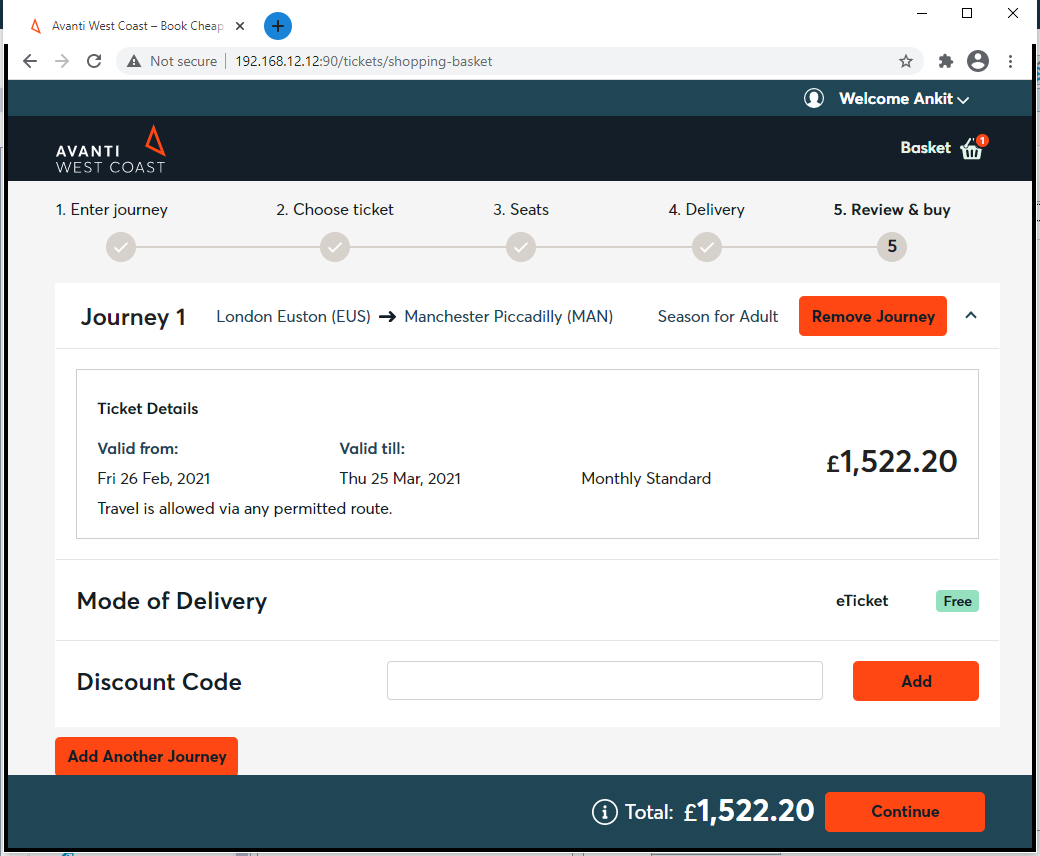 Avanti West Coast – Book Cheap
Not secure
192.168.12.12:90/tickets/shopping-basket
Welcome Ankit
AVANTI
WEST COAST
Basket 1
1. Enter journey
2. Choose ticket
3. Seats
4. Delivery
5. Review & buy
5
Journey 1
London Euston (EUS)
Manchester Piccadilly (MAN)
Season for Adult
Remove Journey
Ticket Details
Valid from:
Valid till:
£1,522.20
Fri 26 Feb, 2021
Thu 25 Mar, 2021
Monthly Standard
Travel is allowed via any permitted route.
Mode of Delivery
eTicket
Free
Discount Code
Add
Add Another Journey
Total: £1,522.20
Continue